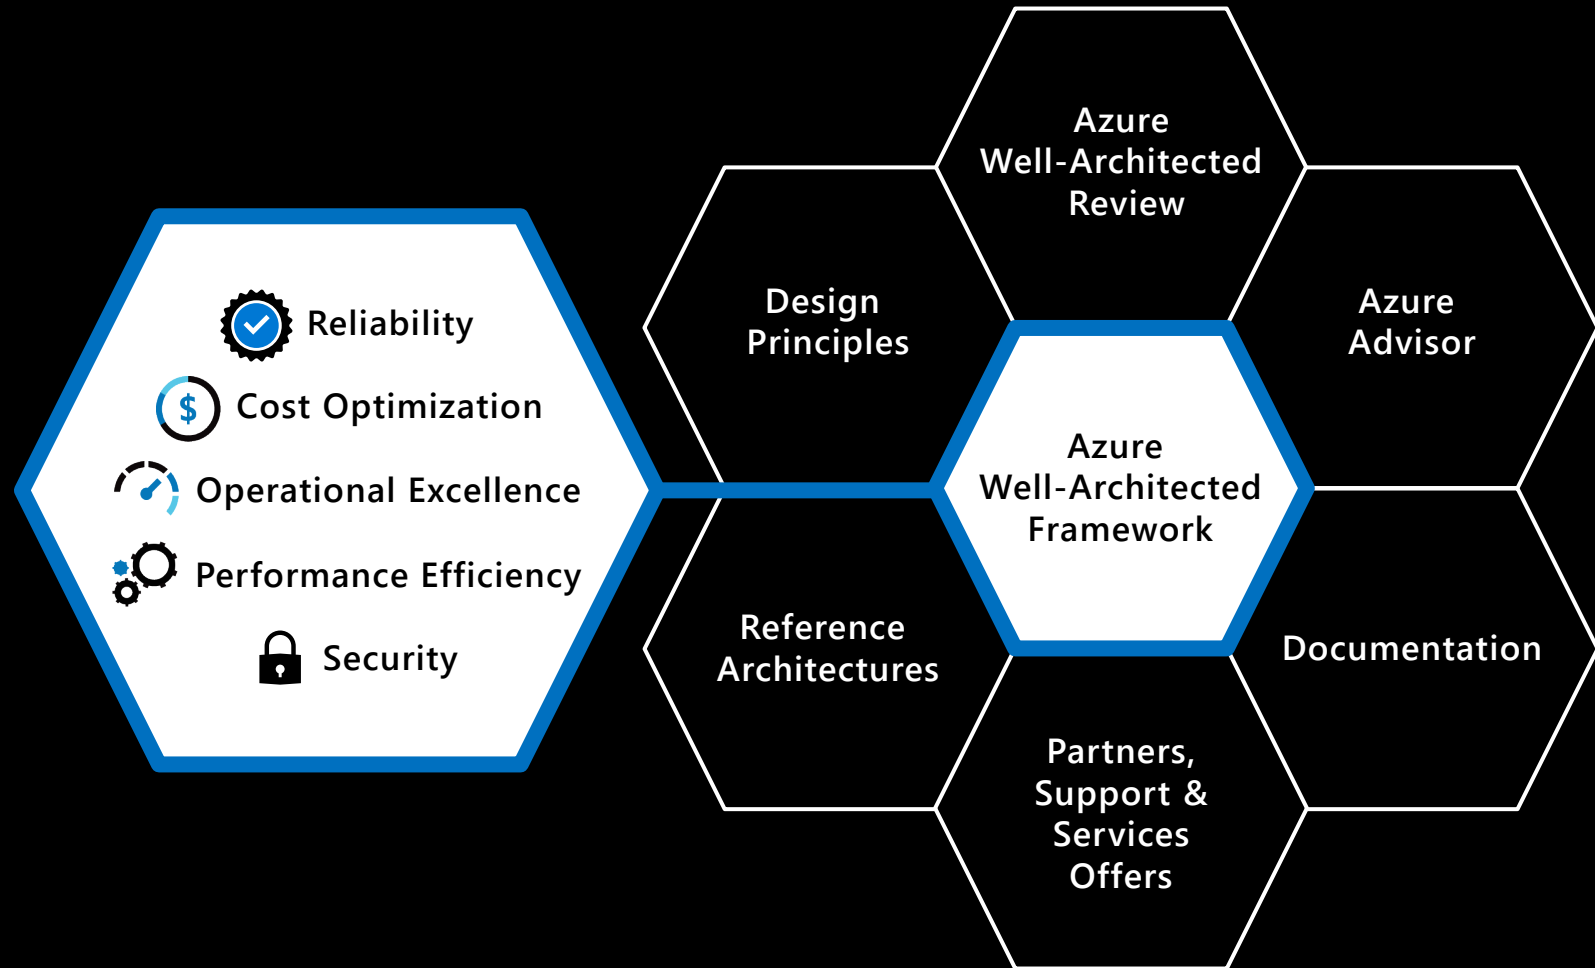 Reliability
$
Cost Optimization
Operational Excellence
Performance Efficiency
Security
Azure
Well-Architected
Review
Design
Principles
Azure
Advisor
Azure
Well-Architected
Framework
Reference
Architectures
Documentation
Partners,
Support &
Services
Offers